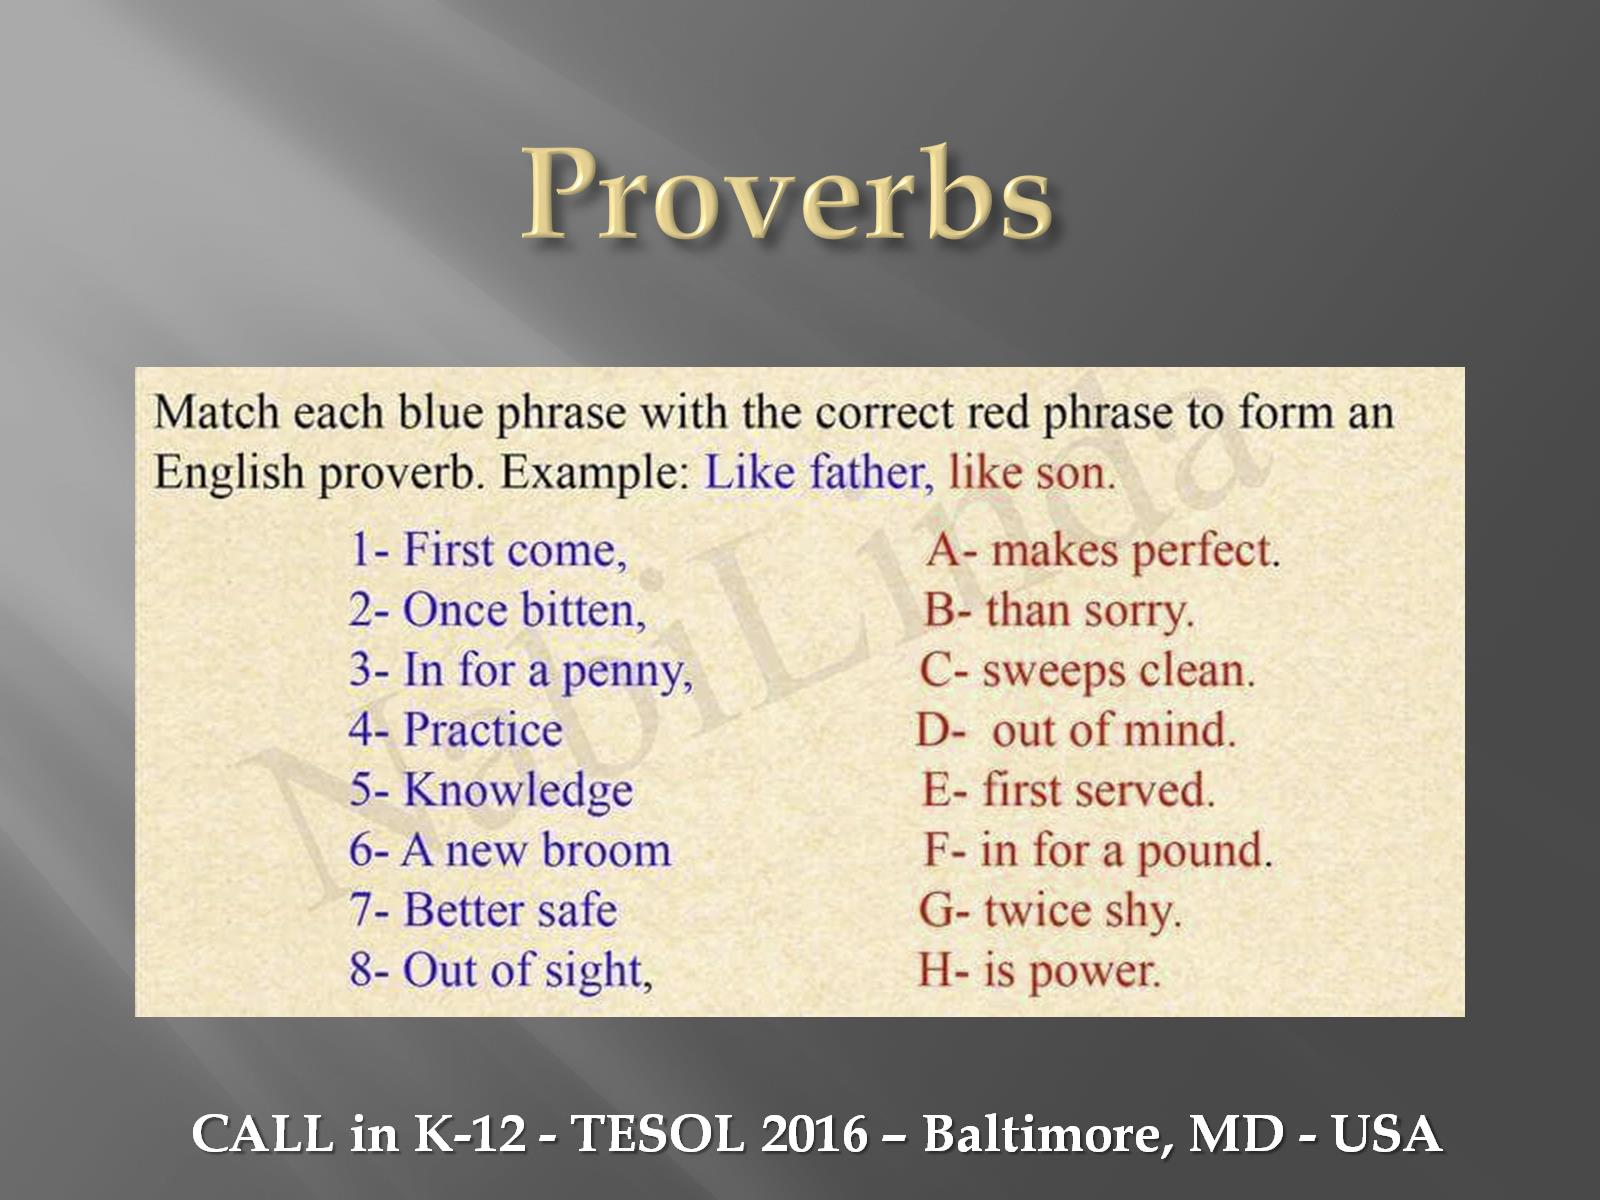 Proverbs
Match each blue phrase with the correct red phrase to form an
English proverb. Example: Like father, like son.
1- First come, A- makes perfect.
2- Once bitten, B- than sorry.
3- In for a penny, C- sweeps clean.
4- Practice D- out of mind.
5- Knowledge E- first served.
6- A new broom F- in for a pound.
7- Better safe G- twice shy.
8- Out of sight, H- is power.
NabiLinda
CALL in K-12 - TESOL 2016 – Baltimore, MD - USA